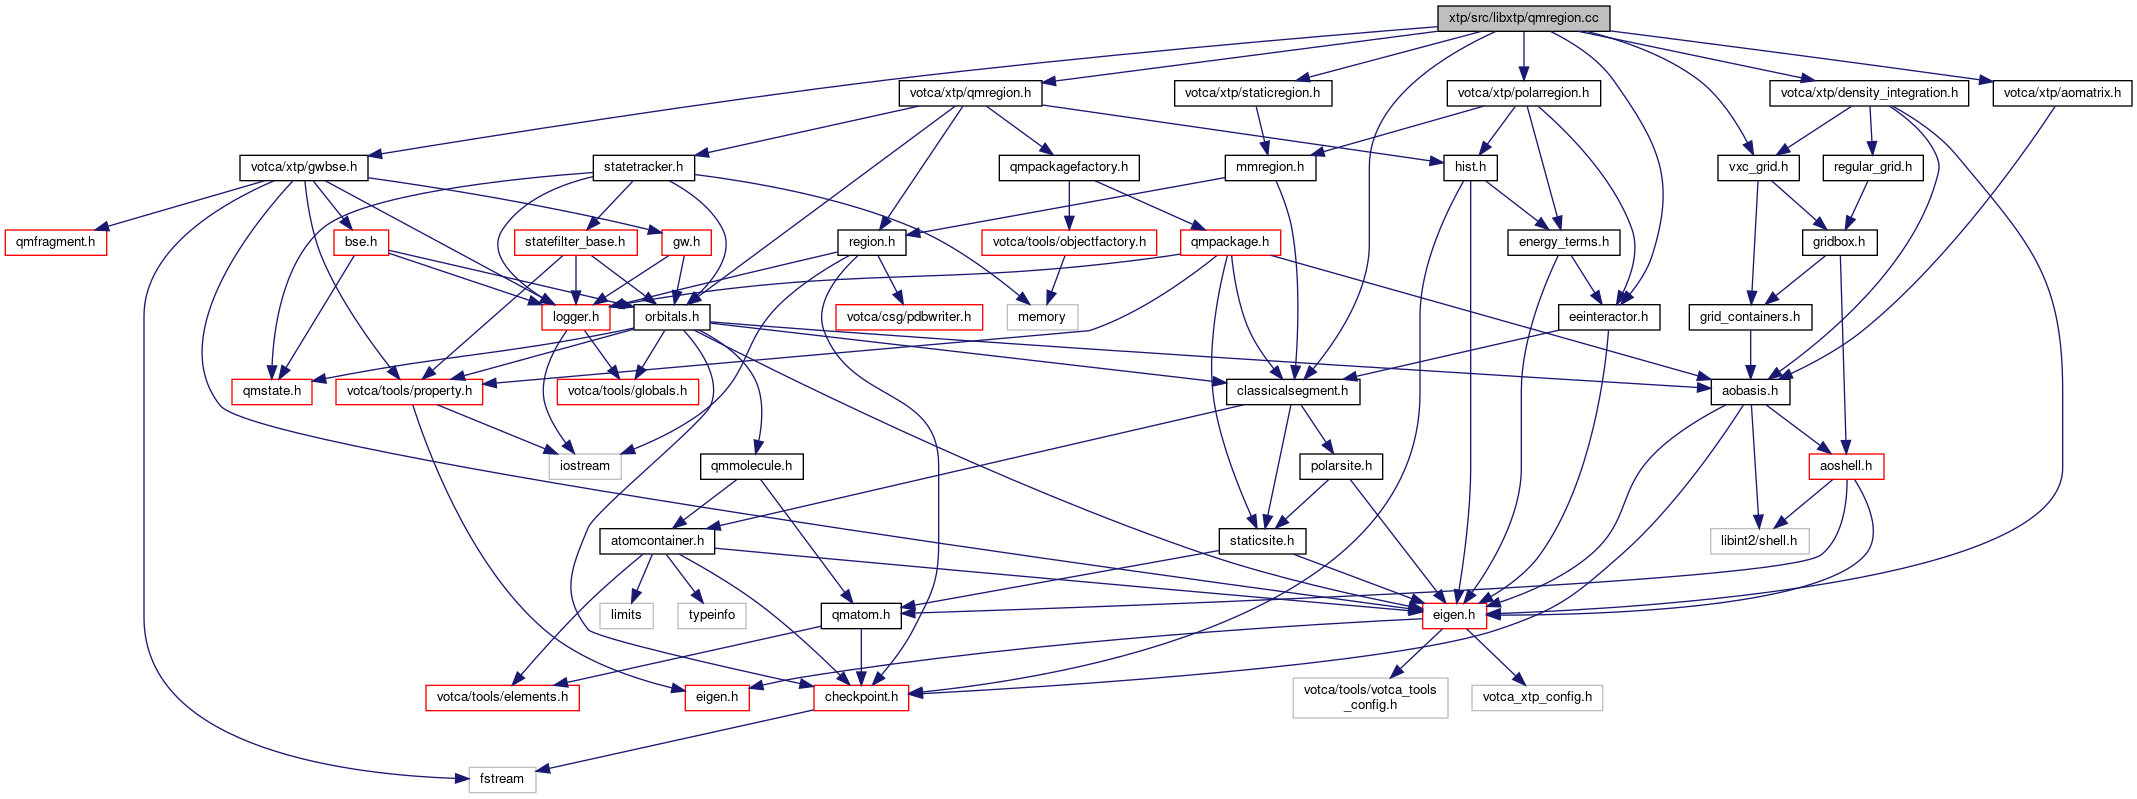 xtp/src/libxtp/qmregion.cc
votca/xtp/qmregion.h
votca/xtp/staticregion.h
votca/xtp/polarregion.h
votca/xtp/density_integration.h
votca/xtp/aomatrix.h
votca/xtp/gwbse.h
statetracker.h
qmpackagefactory.h
mmregion.h
hist.h
vxc_grid.h
regular_grid.h
qmfragment.h
bse.h
statefilter_base.h
gw.h
region.h
votca/tools/objectfactory.h
qmpackage.h
energy_terms.h
gridbox.h
logger.h
orbitals.h
votca/csg/pdbwriter.h
memory
eeinteractor.h
grid_containers.h
qmstate.h
votca/tools/property.h
votca/tools/globals.h
classicalsegment.h
aobasis.h
iostream
qmmolecule.h
polarsite.h
aoshell.h
atomcontainer.h
staticsite.h
libint2/shell.h
limits
typeinfo
qmatom.h
eigen.h
votca/tools/elements.h
eigen.h
checkpoint.h
votca/tools/votca_tools
_config.h
votca_xtp_config.h
fstream